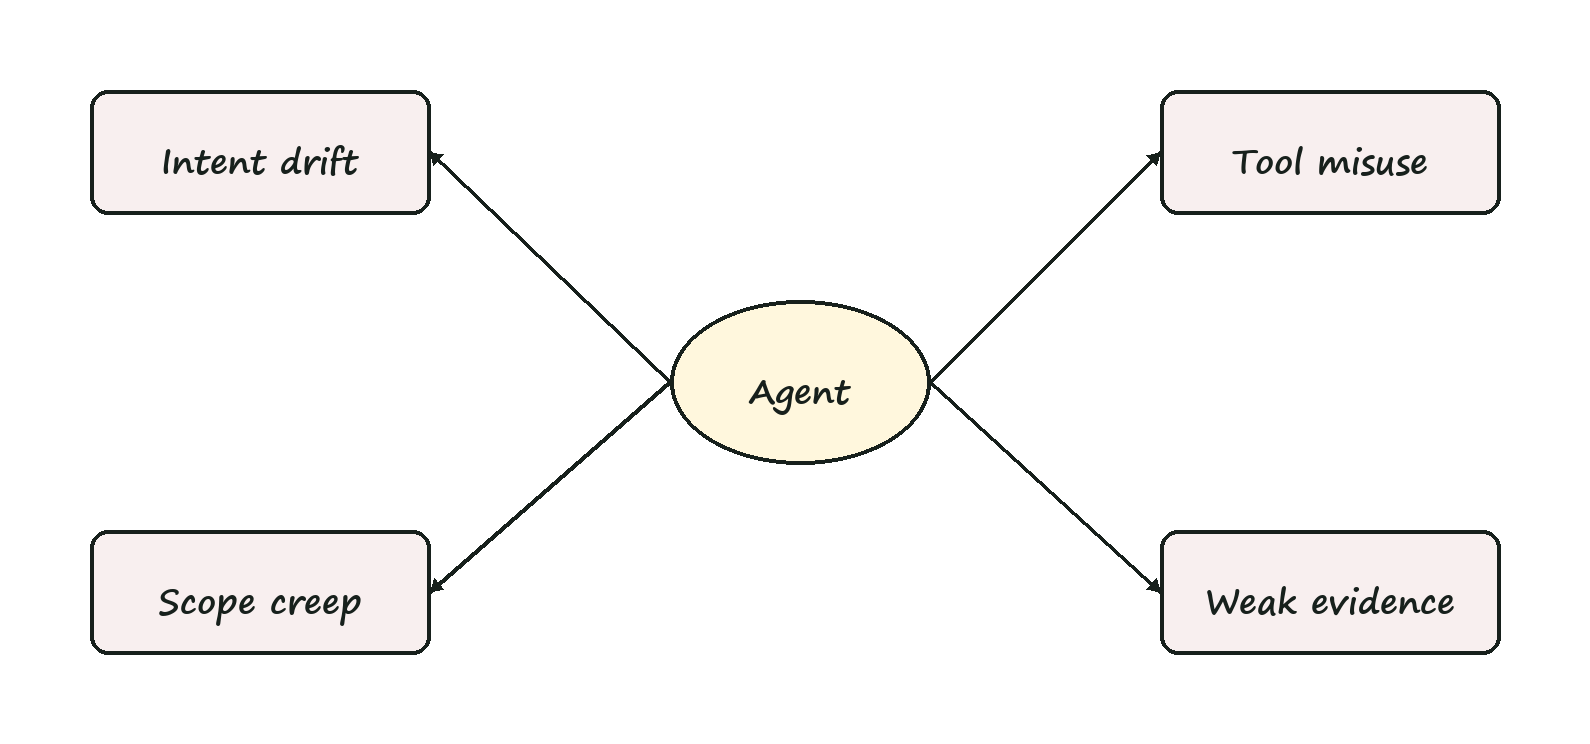 Intent drift
Tool misuse
Agent
Scope creep
Weak evidence